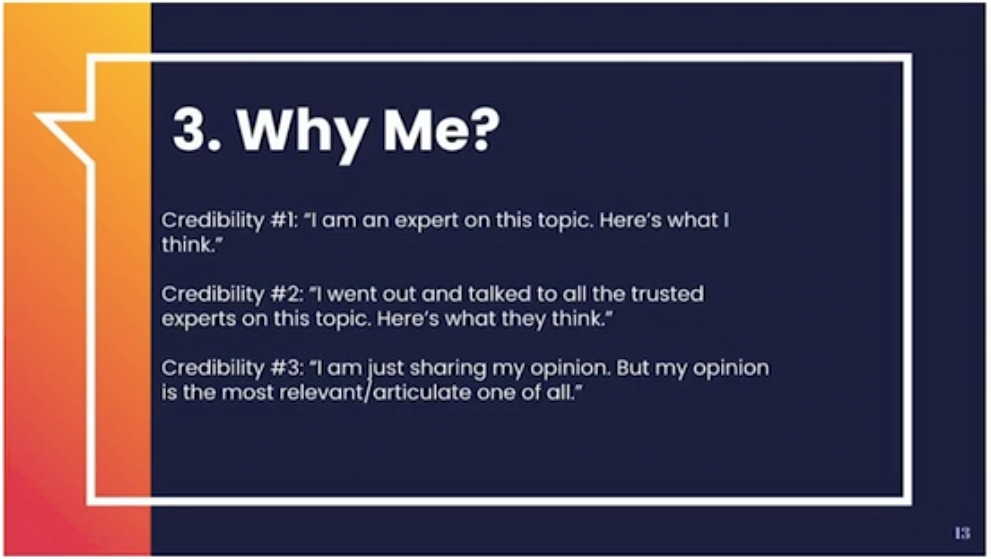 3. Why Me?
Credibility #1: “I am an expert on this topic. Here’s what I
think.”
Credibility #2: “I went out and talked to all the trusted
experts on this topic. Here’s what they think.”
Credibility #3: “I am just sharing my opinion. But my opinion
is the most relevant/articulate one of all.”
13